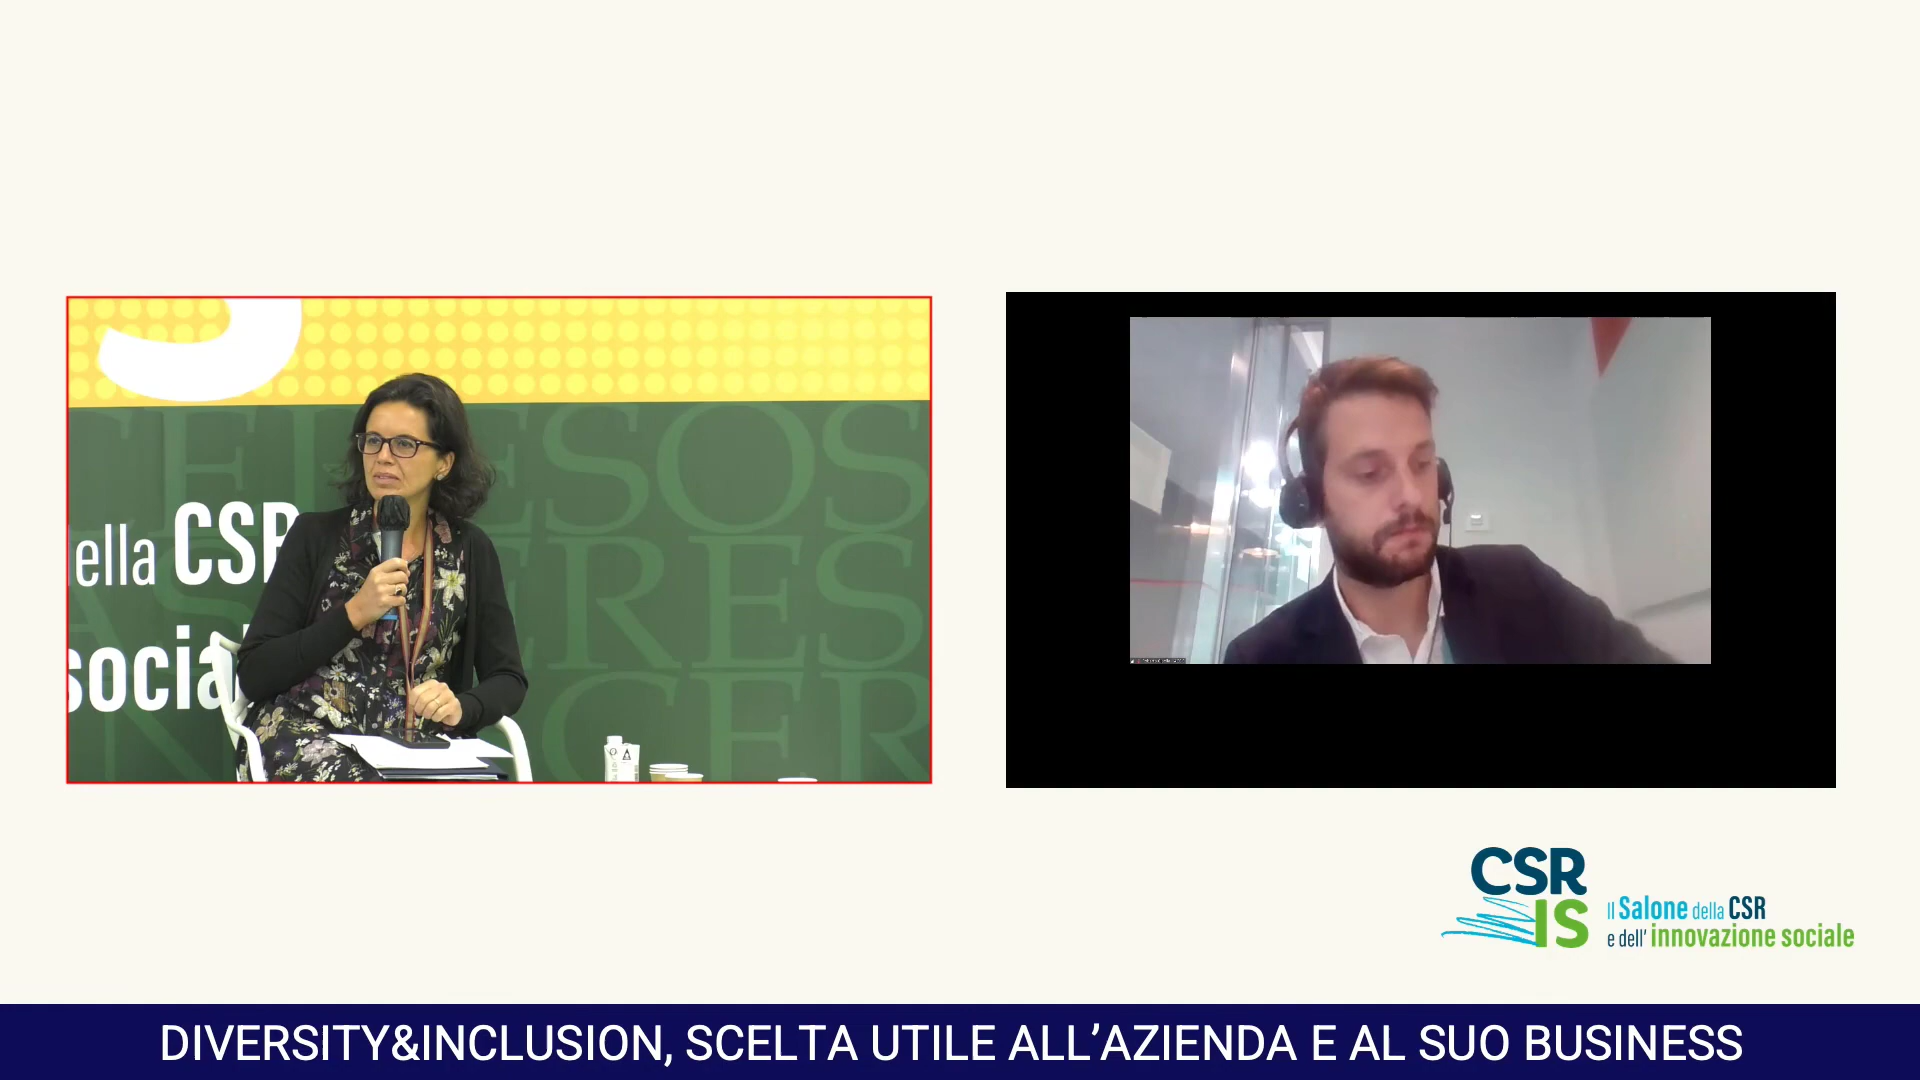 ella CSR
socia
CSR
IS
Il Salone della CSR
e dell' innovazione sociale
DIVERSITY&INCLUSION, SCELTA UTILE ALL'AZIENDA E AL SUO BUSINESS